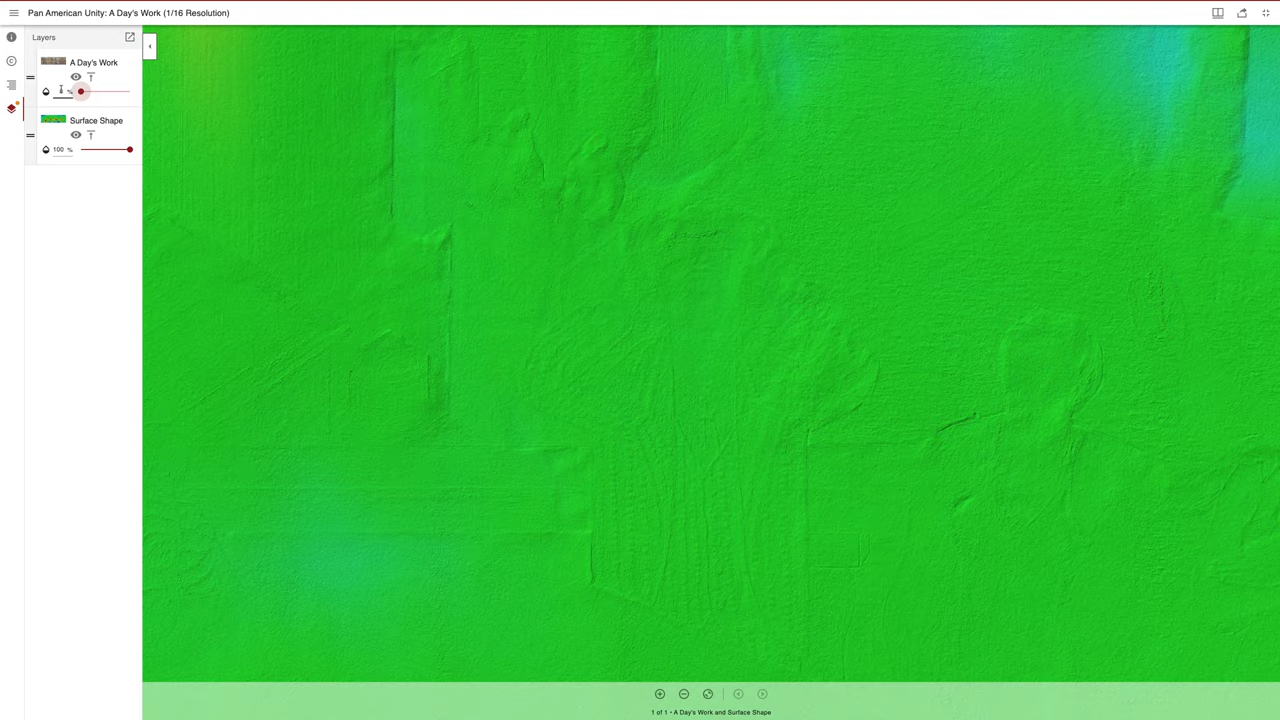 Pan American Unity: A Day's Work (1/16 Resolution)
Layers
A Day's Work
%
Surface Shape
100 %
1 of 1 • A Day's Work and Surface Shape